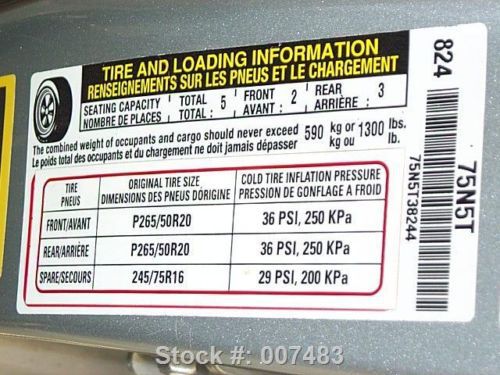 TIRE AND LOADING INFORMATION
RENSEIGNEMENTS SUR LES PNEUS ET LE CHARGEMENT
SEATING CAPACITY TOTAL 5 FRONT 2 REAR 3
NOMBRE DE PLACES TOTAL : AVANT : ARRIÈRE :
The combined weight of occupants and cargo should never exceed 590 kg or 1300 lbs.
Le poids total des occupants et du chargement ne doit jamais dépasser kg ou lb.
TIRE ORIGINAL TIRE SIZE COLD TIRE INFLATION PRESSURE
PNEUS DIMENSIONS DES PNEUS DORIGINE PRESSION DE GONFLAGE A FROID
FRONT/AVANT P265/50R20 36 PSI, 250 KPa
REAR/ARRIÈRE P265/50R20 36 PSI, 250 KPa
SPARE/SECOURS 245/75R16 29 PSI, 200 KPa
824 75N5T
75N5T38244
Stock #: 007483